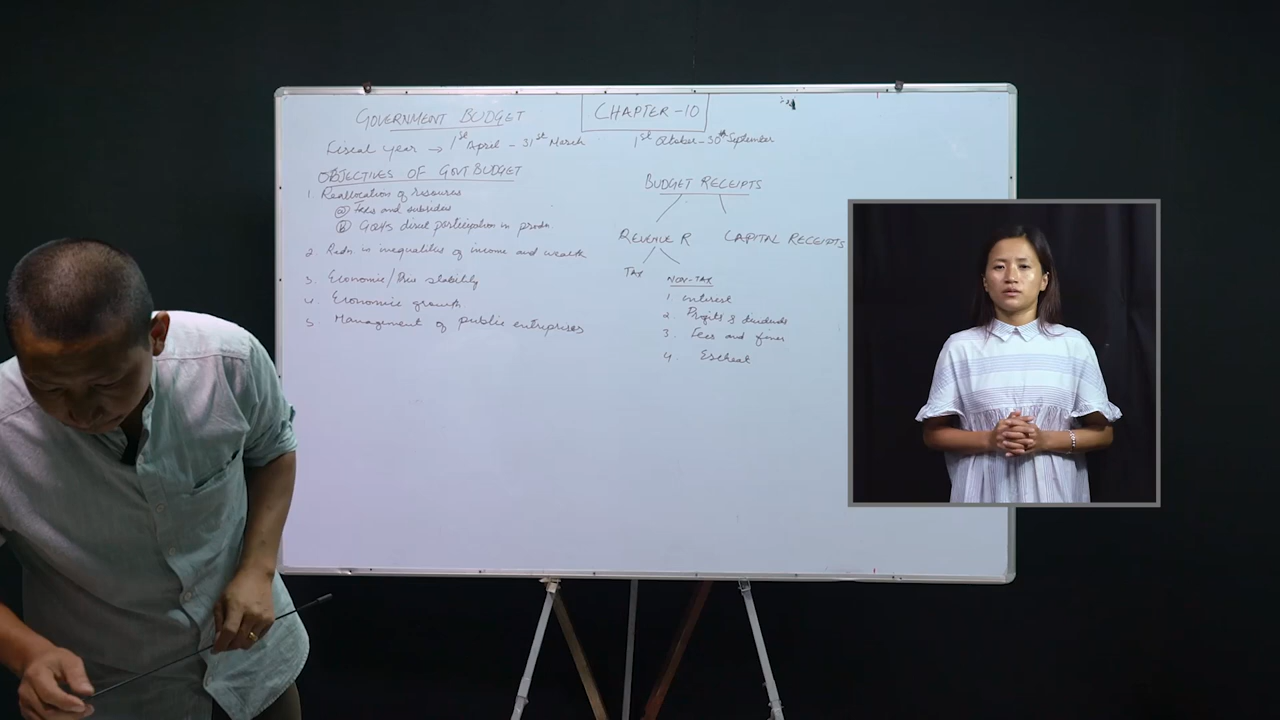 GOVERNMENT BUDGET
CHAPTER-10
Fiscal year → 1st April - 31st March
1st October - 30th September
OBJECTIVES OF GOVT BUDGET
1. Reallocation of resources
(a) Taxes and subsidies
(b) Govt's direct participation in prodn
2. Redn. in inequalities of income and wealth
3. Economic/Price stability
4. Economic growth
5. Management of public enterprises
BUDGET RECEIPTS
REVENUE R
CAPITAL RECEIPTS
TAX
NON-TAX
1. interest
2. Profits & dividends
3. Fees and fines
4. Escheat